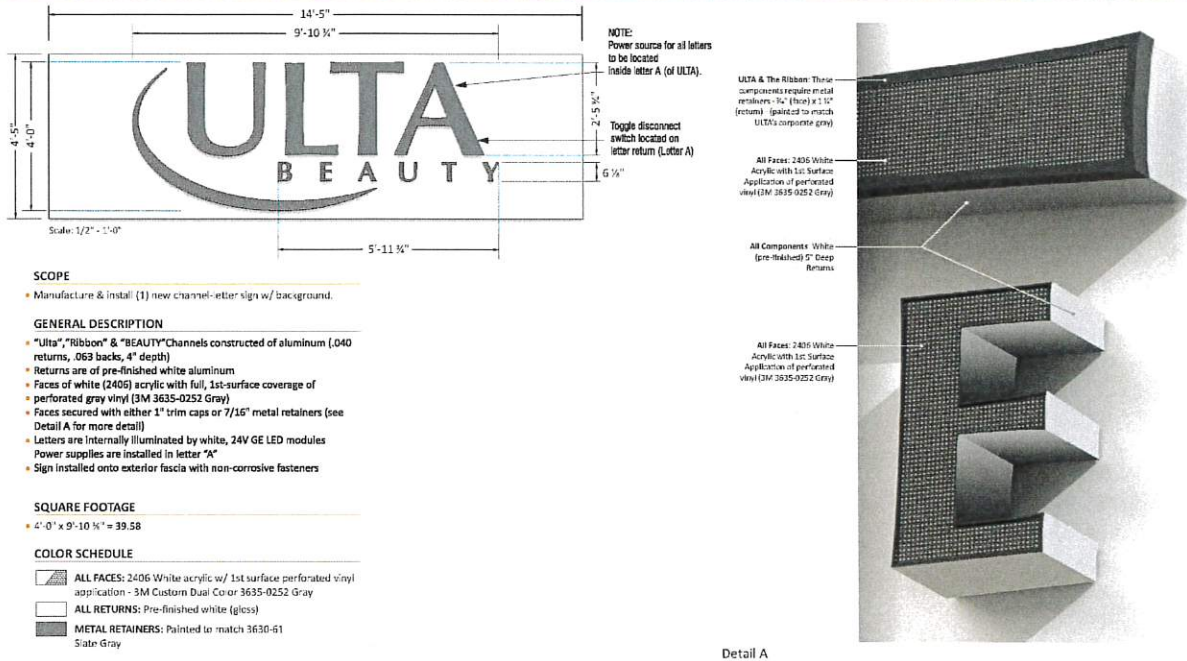 14'-5"
9'-10 ¾"
NOTE:
Power source for all letters
to be located
inside letter A (of ULTA).
4'-5"
4'-0"
ULTA
BEAUTY
2'-5 ¾"
Toggle disconnect
switch located on
letter return (Letter A)
6 ⅛"
Scale: 1/2" - 1'-0"
5'-11 ¾"
SCOPE
• Manufacture & install (1) new channel-letter sign w/ background.
GENERAL DESCRIPTION
• "Ulta","Ribbon" & "BEAUTY"Channels constructed of aluminum (.040
returns, .063 backs, 4" depth)
• Returns are of pre-finished white aluminum
• Faces of white (2406) acrylic with full, 1st-surface coverage of
• perforated gray vinyl (3M 3635-0252 Gray)
• Faces secured with either 1" trim caps or 7/16" metal retainers (see
Detail A for more detail)
• Letters are internally illuminated by white, 24V GE LED modules
Power supplies are installed in letter "A"
• Sign installed onto exterior fascia with non-corrosive fasteners
SQUARE FOOTAGE
• 4'-0" x 9'-10 ¾" = 39.58
COLOR SCHEDULE
ALL FACES: 2406 White acrylic w/ 1st surface perforated vinyl
application - 3M Custom Dual Color 3635-0252 Gray
ALL RETURNS: Pre-finished white (gloss)
METAL RETAINERS: Painted to match 3630-61
Slate Gray
ULTA & The Ribbon: These
components require metal
retainers - (face) x
(return) (painted to match
ULTA's corporate gray)
All Faces: 2406 White
Acrylic with 1st Surface
Application of perforated
vinyl (3M 3635-0252 Gray)
All Components White
(pre-finished) 5" Deep
Returns
All Faces: 2406 White
Acrylic with 1st Surface
Application of perforated
vinyl (3M 3635-0252 Gray)
Detail A